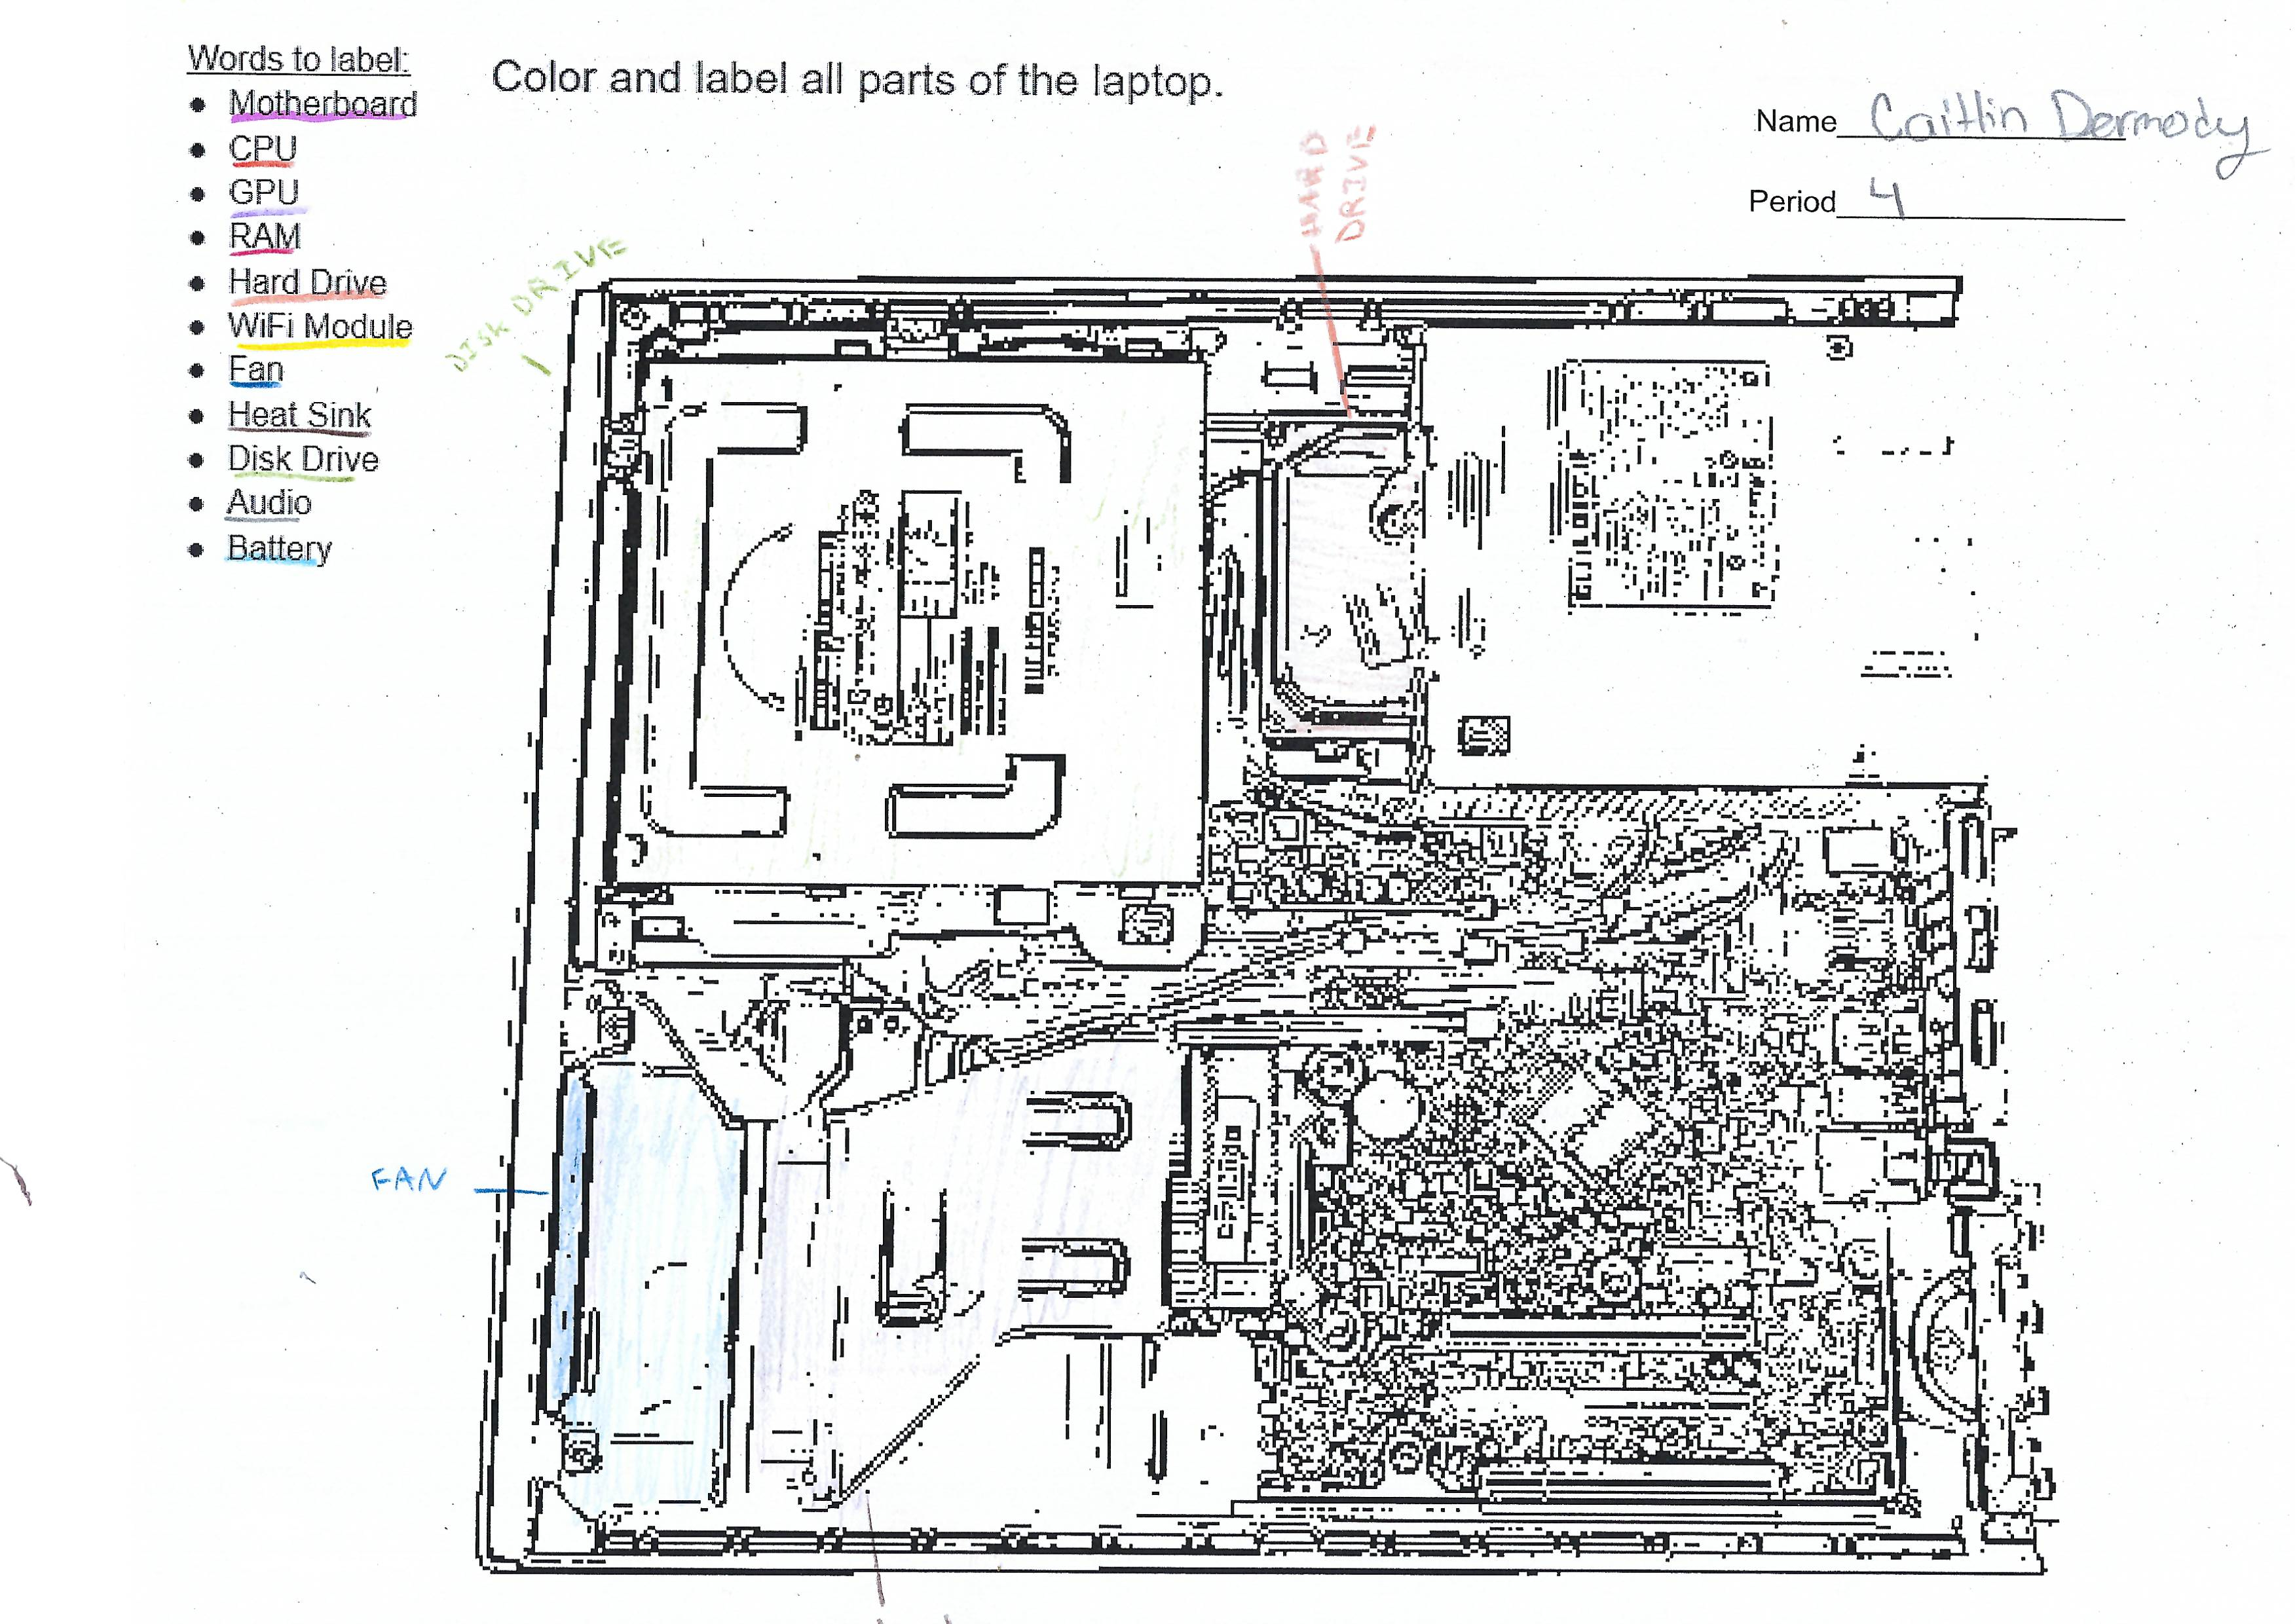 Words to label:
Motherboard
CPU
GPU
RAM
Hard Drive
WiFi Module
Fan
Heat Sink
Disk Drive
Audio
Battery
Color and label all parts of the laptop.
Name Caitlin Dermody
Period 4
HARD
DRIVE
DISK DRIVE
FAN